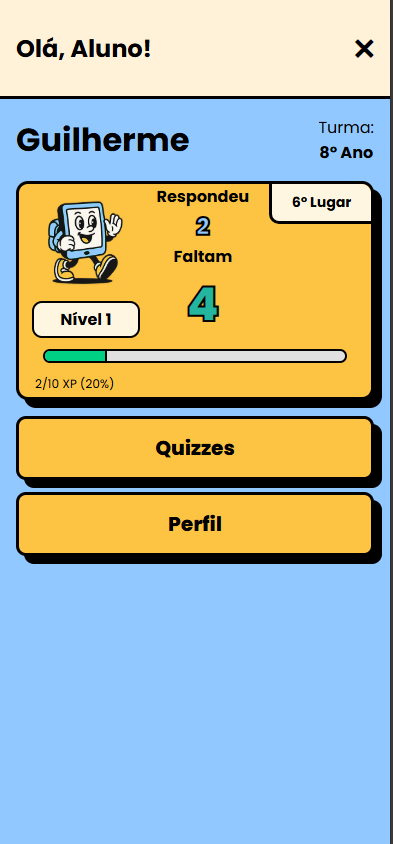 Olá, Aluno!
Guilherme
Turma:
8º Ano
Respondeu
2
Faltam
4
6º Lugar
Nível 1
2/10 XP (20%)
Quizzes
Perfil